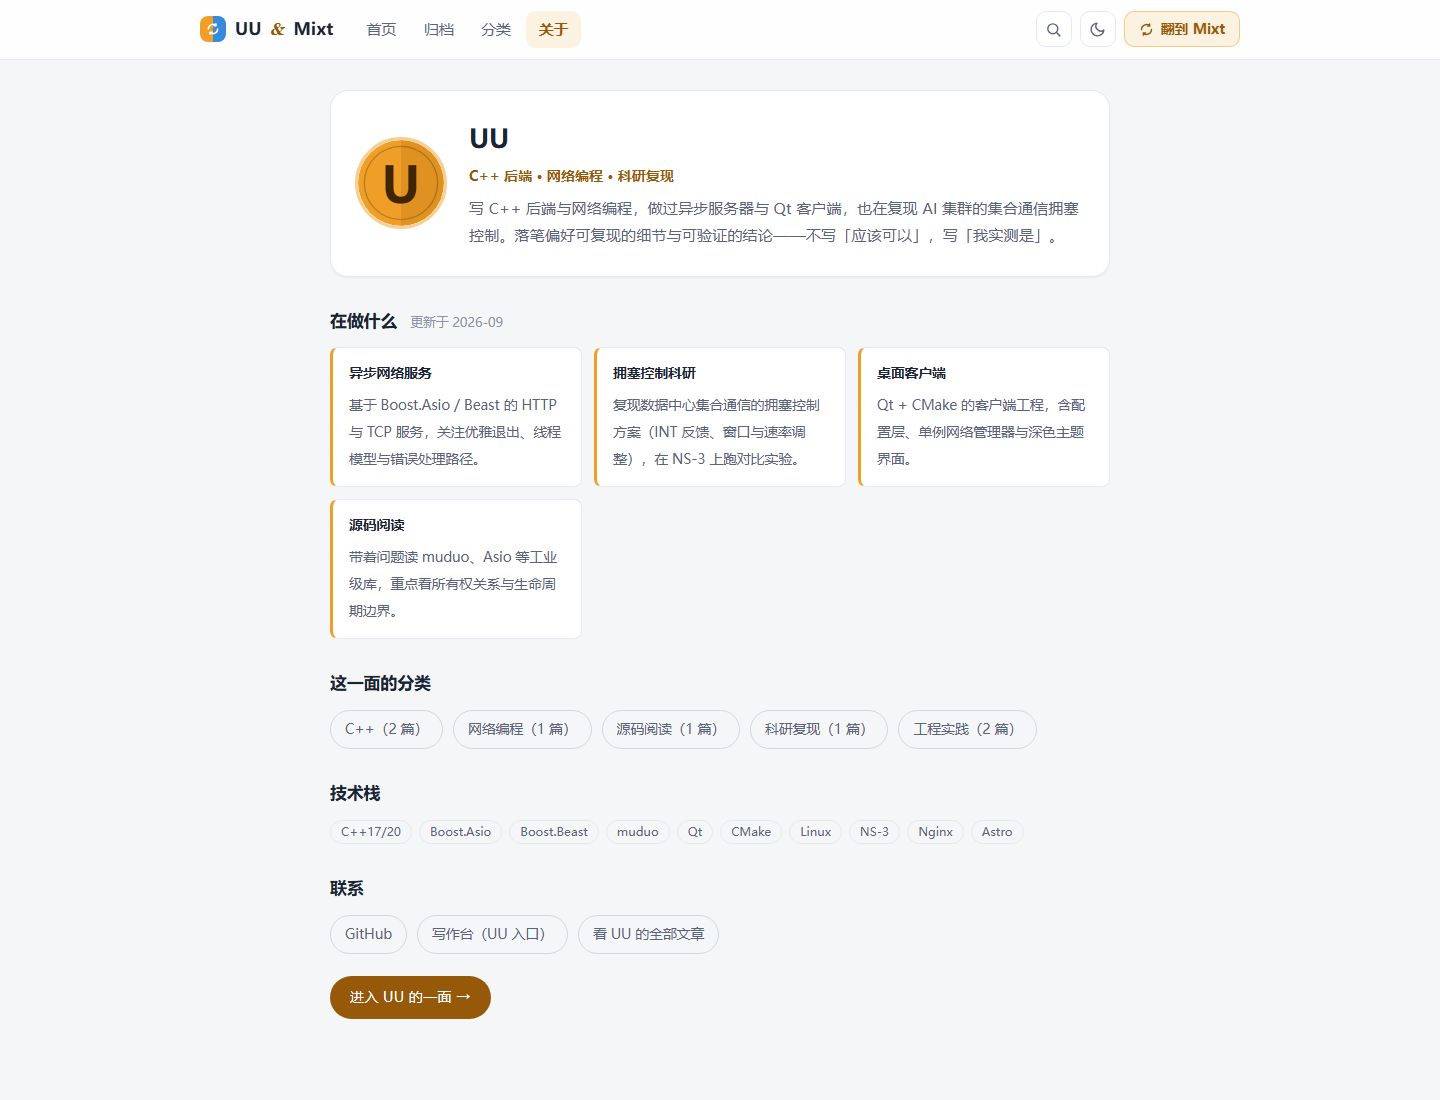 UU & Mixt 首页 归档 分类 关于 翻到 Mixt
U
UU
C++ 后端 • 网络编程 • 科研复现
写 C++ 后端与网络编程，做过异步服务器与 Qt 客户端，也在复现 AI 集群的集合通信拥塞
控制。落笔偏好可复现的细节与可验证的结论——不写「应该可以」，写「我实测是」。
在做什么 更新于 2026-09
异步网络服务
基于 Boost.Asio / Beast 的 HTTP
与 TCP 服务，关注优雅退出、线程
模型与错误处理路径。
拥塞控制科研
复现数据中心集合通信的拥塞控制
方案（INT 反馈、窗口与速率调
整），在 NS-3 上跑对比实验。
桌面客户端
Qt + CMake 的客户端工程，含配
置层、单例网络管理器与深色主题
界面。
源码阅读
带着问题读 muduo、Asio 等工业
级库，重点看所有权关系与生命周
期边界。
这一面的分类
C++（2 篇） 网络编程（1 篇） 源码阅读（1 篇） 科研复现（1 篇） 工程实践（2 篇）
技术栈
C++17/20 Boost.Asio Boost.Beast muduo Qt CMake Linux NS-3 Nginx Astro
联系
GitHub 写作台（UU 入口） 看 UU 的全部文章
进入 UU 的一面 →